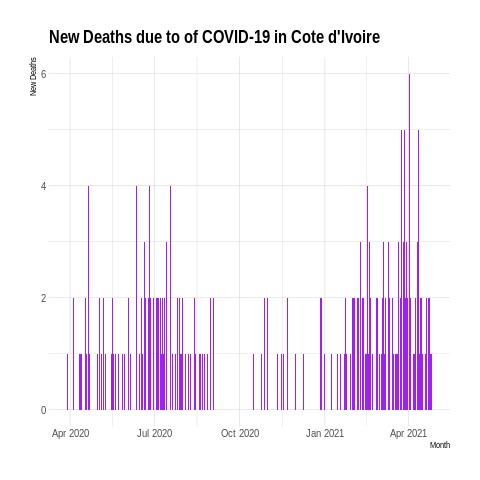 New Deaths due to of COVID-19 in Cote d'Ivoire
New Deaths
6
4
2
0
Apr 2020 Jul 2020 Oct 2020 Jan 2021 Apr 2021
Month